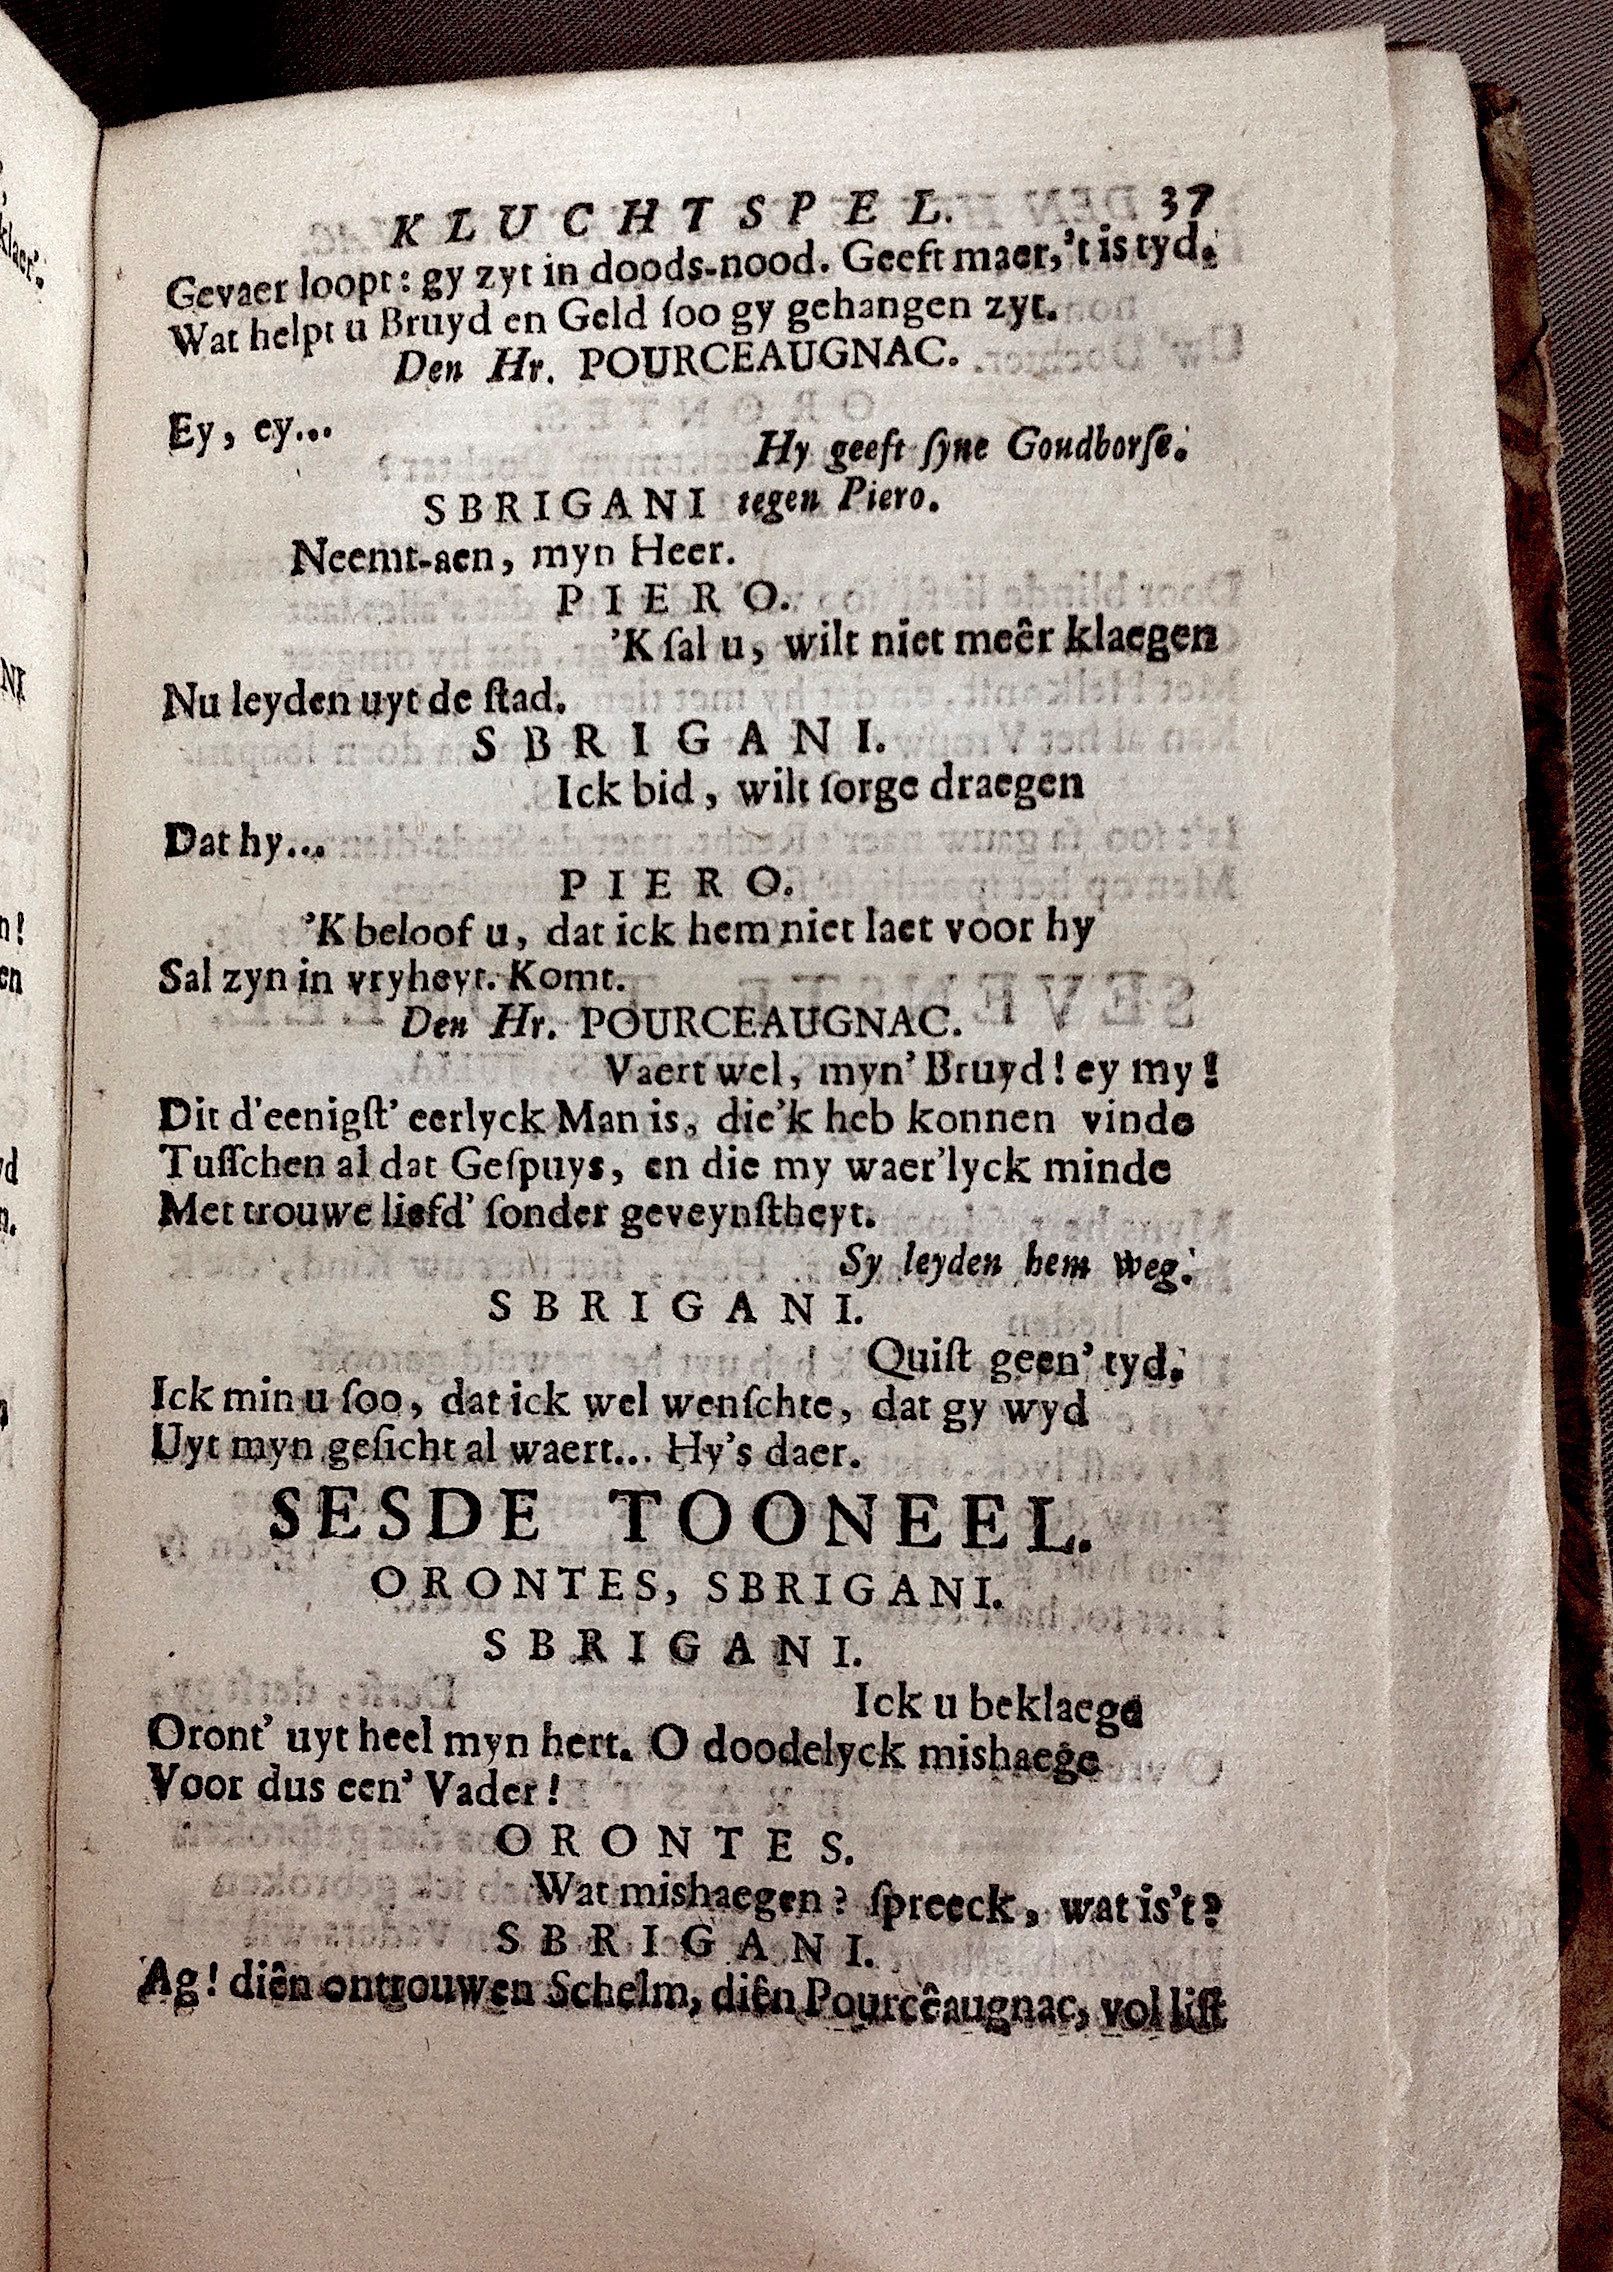 KLUCHTSPEL. 37
Gevaer loopt: gy zyt in doods-nood. Geeft maer, 't is tyd.
Wat helpt u Bruyd en Geld ſoo gy gehangen zyt.
Den Hr. POURCEAUGNAC.
Ey, ey...
Hy geeft ſyne Goudborſe.
SBRIGANI tegen Piero.
Neemt-aen, myn Heer.
PIERO.
'K ſal u, wilt niet meêr klaegen
Nu leyden uyt de ſtad.
SBRIGANI.
Ick bid, wilt ſorge draegen
Dat hy...
PIERO.
'K beloof u, dat ick hem niet laet voor hy
Sal zyn in vryheyt. Komt.
Den Hr. POURCEAUGNAC.
Vaert wel, myn' Bruyd! ey my!
Dit d'eenigſt' eerlyck Man is, die'k heb konnen vinde
Tuſſchen al dat Geſpuys, en die my waer'lyck minde
Met trouwe liefd' ſonder geveynſtheyt.
Sy leyden hem weg.
SBRIGANI.
Quiſt geen' tyd.
Ick min u ſoo, dat ick wel wenſchte, dat gy wyd
Uyt myn geſicht al waert... Hy's daer.
SESDE TOONEEL.
ORONTES, SBRIGANI.
SBRIGANI.
Ick u beklaege
Oront' uyt heel myn hert. O doodelyck mishaege
Voor dus een' Vader!
ORONTES.
Wat mishaegen? ſpreeck, wat is't?
SBRIGANI.
Ag! diên ontrouwen Schelm, diên Pourcêaugnac, vol liſt